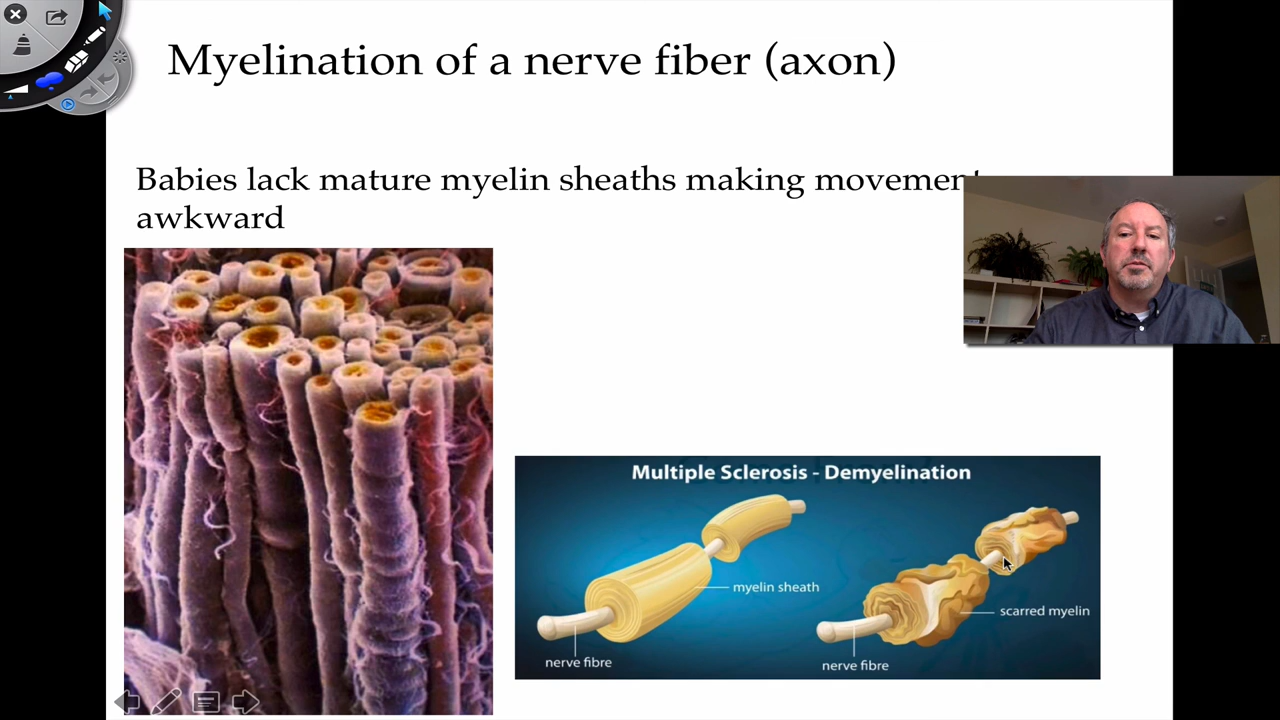 Myelination of a nerve fiber (axon)
Babies lack mature myelin sheaths making movement
awkward
Multiple Sclerosis - Demyelination
myelin sheath
scarred myelin
nerve fibre
nerve fibre